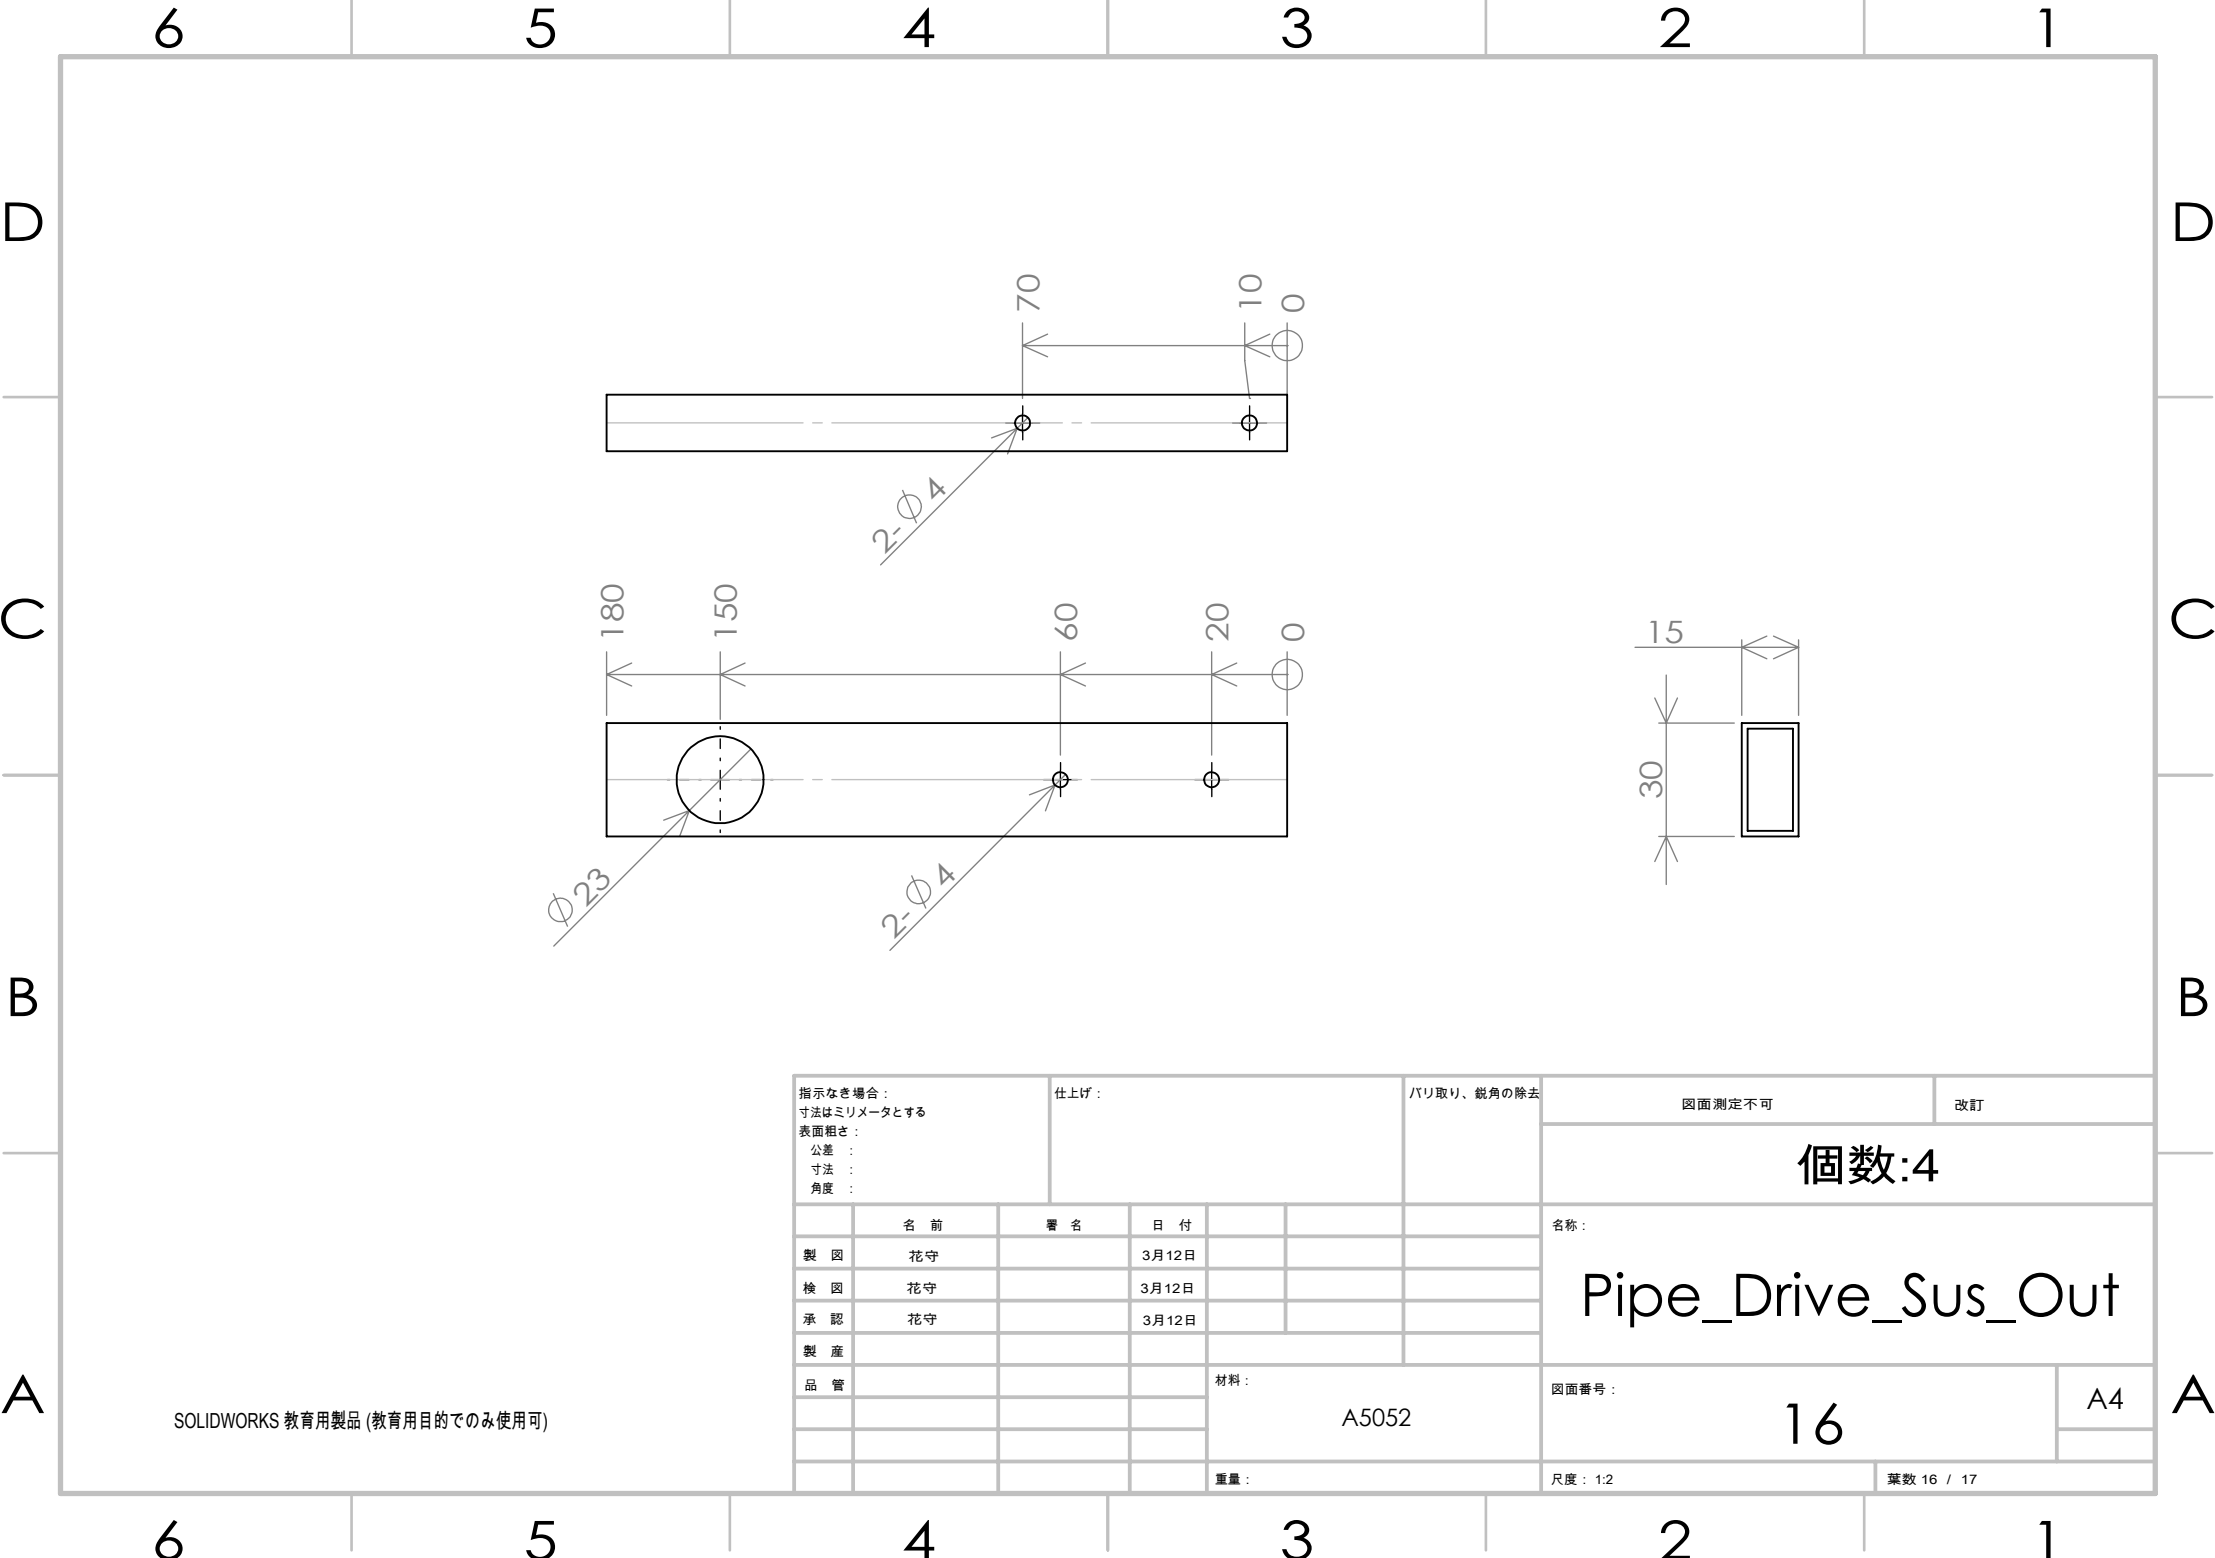 6 5 4 3 2 1
D D
70 10 0
2-⌀4
C C
180 150 60 20 0
15
30
⌀23
2-⌀4
B B
指示なき場合:
寸法はミリメータとする
表面粗さ:
公差 :
寸法 :
角度 :
仕上げ:
バリ取り、鋭角の除去
図面測定不可
改訂
個数:4
名 前 署 名 日 付
製 図 花守 3月12日
検 図 花守 3月12日
承 認 花守 3月12日
製 産
品 管
名称:
Pipe_Drive_Sus_Out
材料:
A5052
重量:
図面番号:
16
A4
尺度: 1:2
葉数 16 / 17
A A
SOLIDWORKS 教育用製品 (教育用目的でのみ使用可)
6 5 4 3 2 1